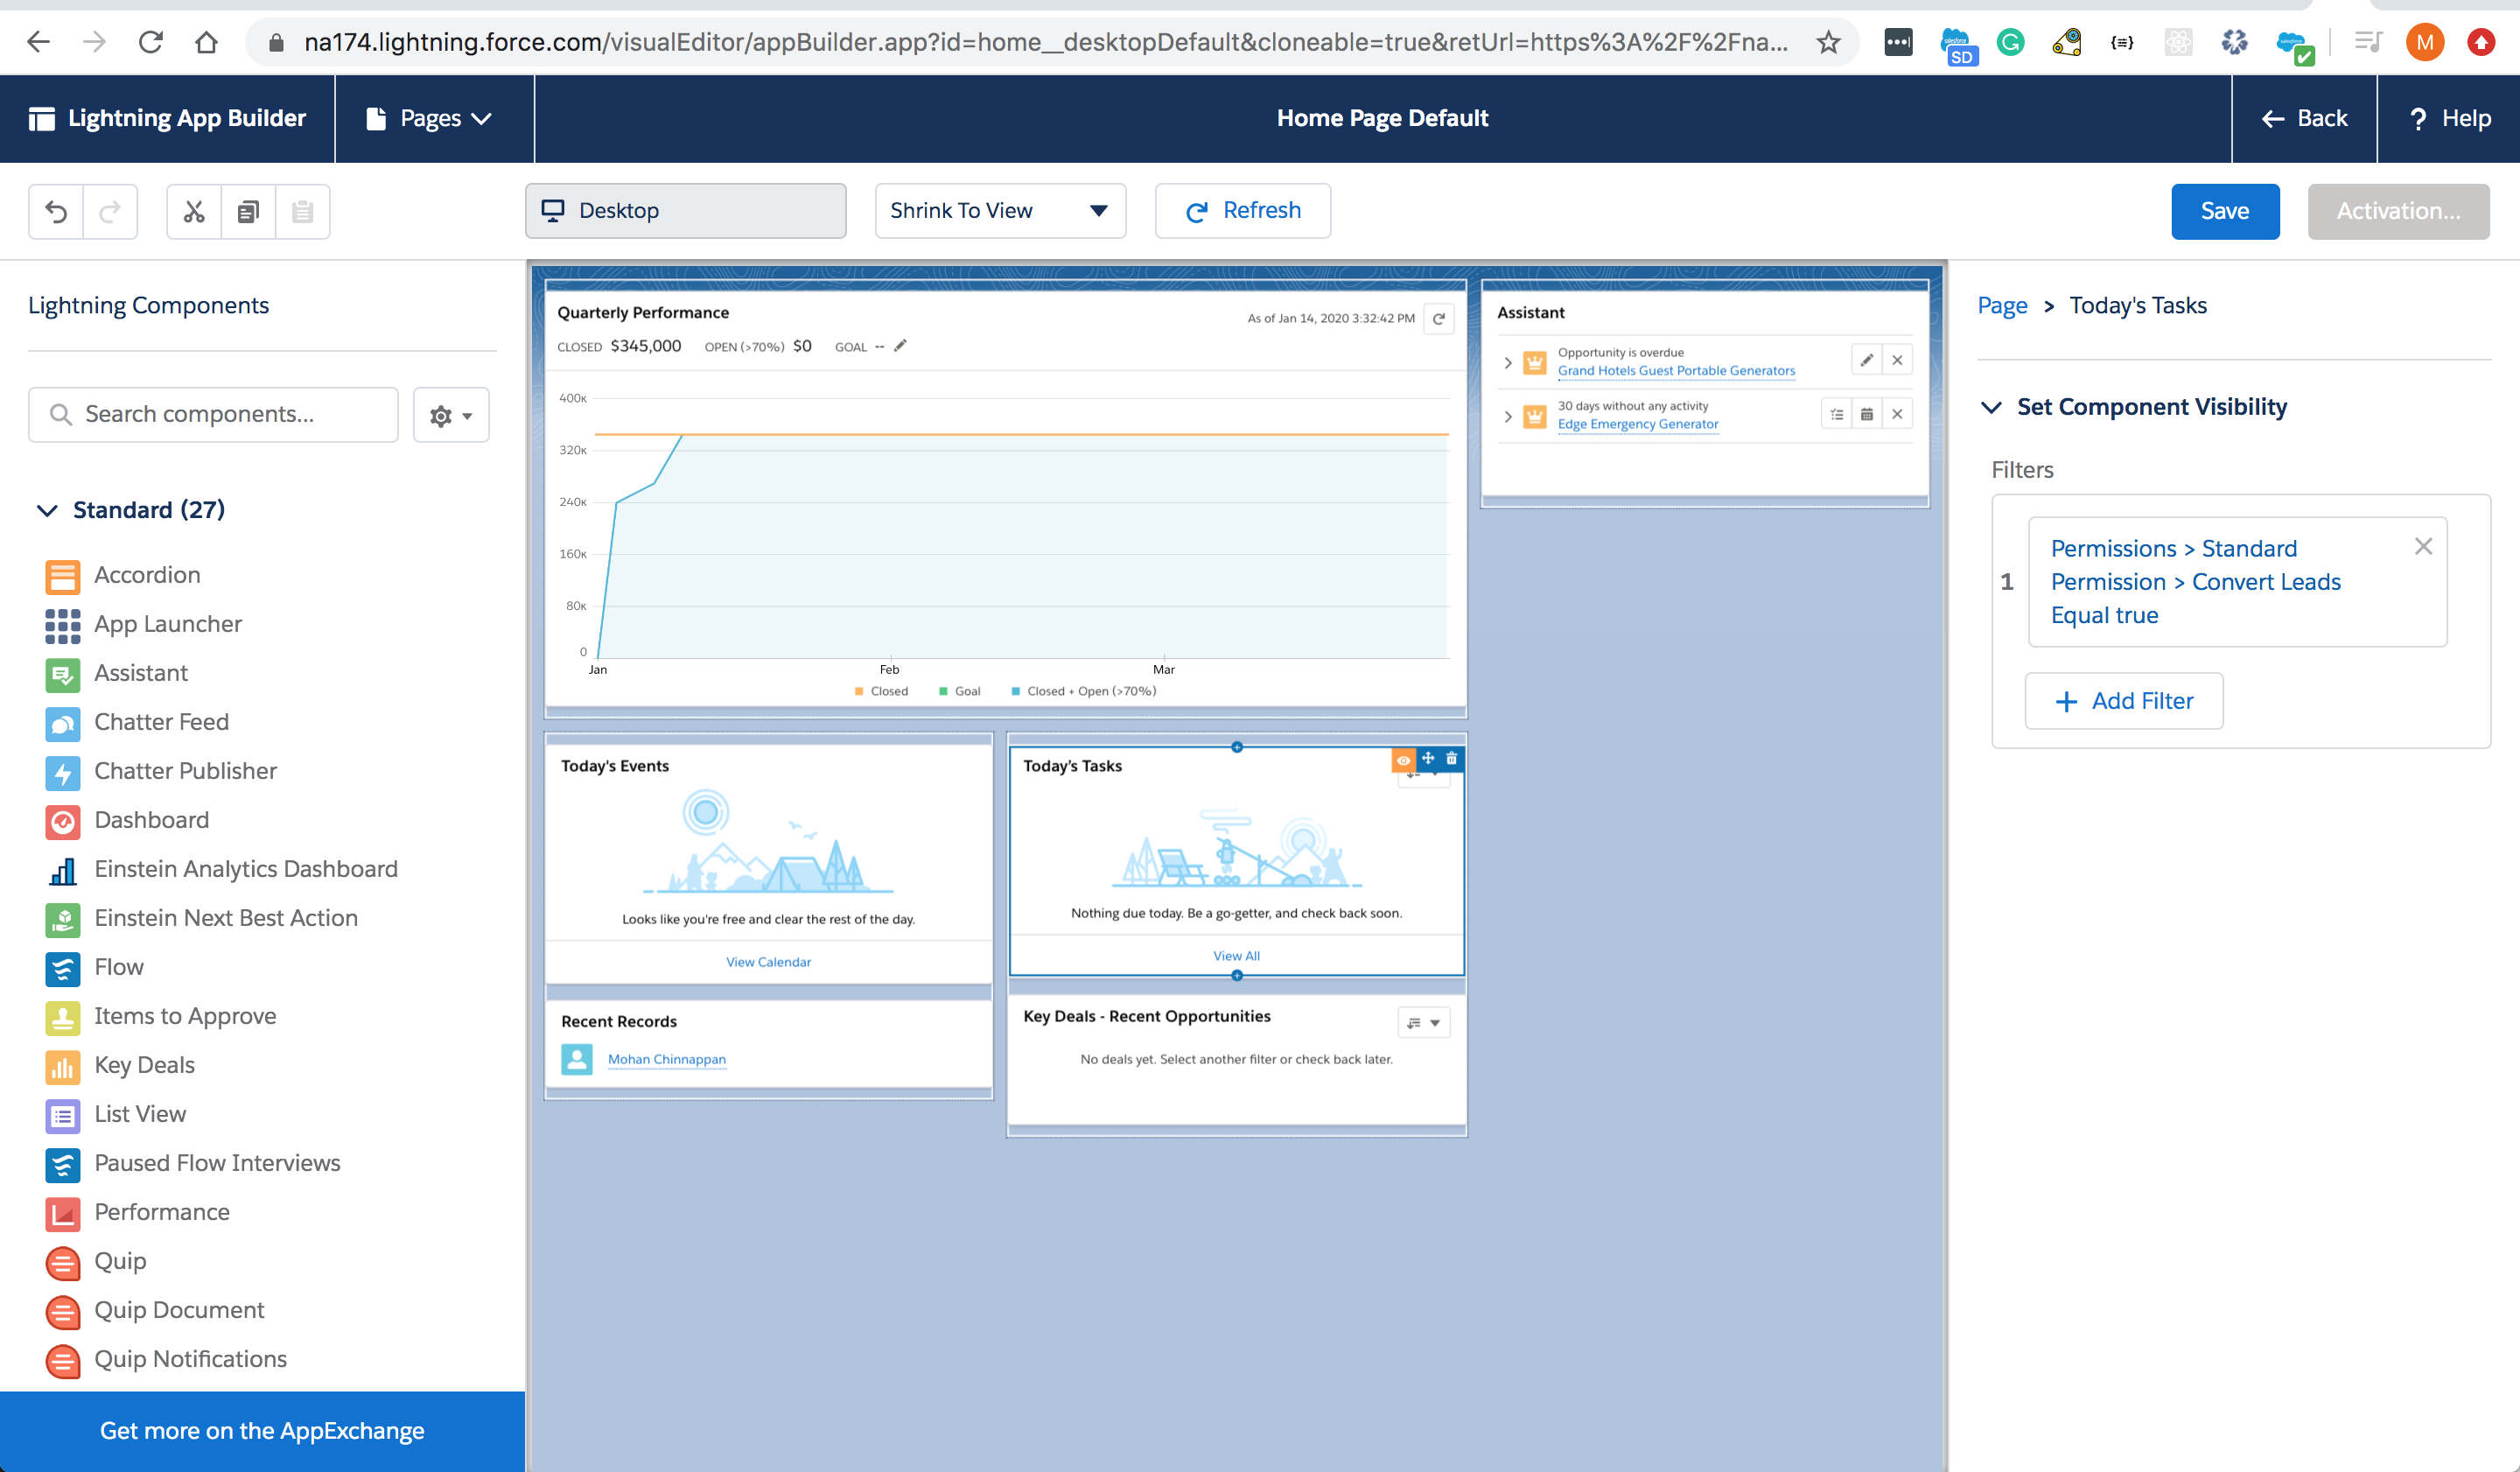 na174.lightning.force.com/visualEditor/appBuilder.app?id=home__desktopDefault&cloneable=true&retUrl=https%3A%2F%2Fna...
SD
{=}
M
Lightning App Builder
Pages
Home Page Default
Back
? Help
Desktop
Shrink To View
Refresh
Save
Activation...
Lightning Components
Search components...
Standard (27)
Accordion
App Launcher
Assistant
Chatter Feed
Chatter Publisher
Dashboard
Einstein Analytics Dashboard
Einstein Next Best Action
Flow
Items to Approve
Key Deals
List View
Paused Flow Interviews
Performance
Quip
Quip Document
Quip Notifications
Get more on the AppExchange
Quarterly Performance
As of Jan 14, 2020 3:32:42 PM
CLOSED $345,000 OPEN (>70%) $0 GOAL --
400K
320K
240K
160K
80K
0
Jan Feb Mar
Closed Goal Closed + Open (>70%)
Assistant
Opportunity is overdue
Grand Hotels Guest Portable Generators
30 days without any activity
Edge Emergency Generator
Today's Events
Looks like you're free and clear the rest of the day.
View Calendar
Recent Records
Mohan Chinnappan
Today's Tasks
Nothing due today. Be a go-getter, and check back soon.
View All
Key Deals - Recent Opportunities
No deals yet. Select another filter or check back later.
Page > Today's Tasks
Set Component Visibility
Filters
1
Permissions > Standard
Permission > Convert Leads
Equal true
+ Add Filter